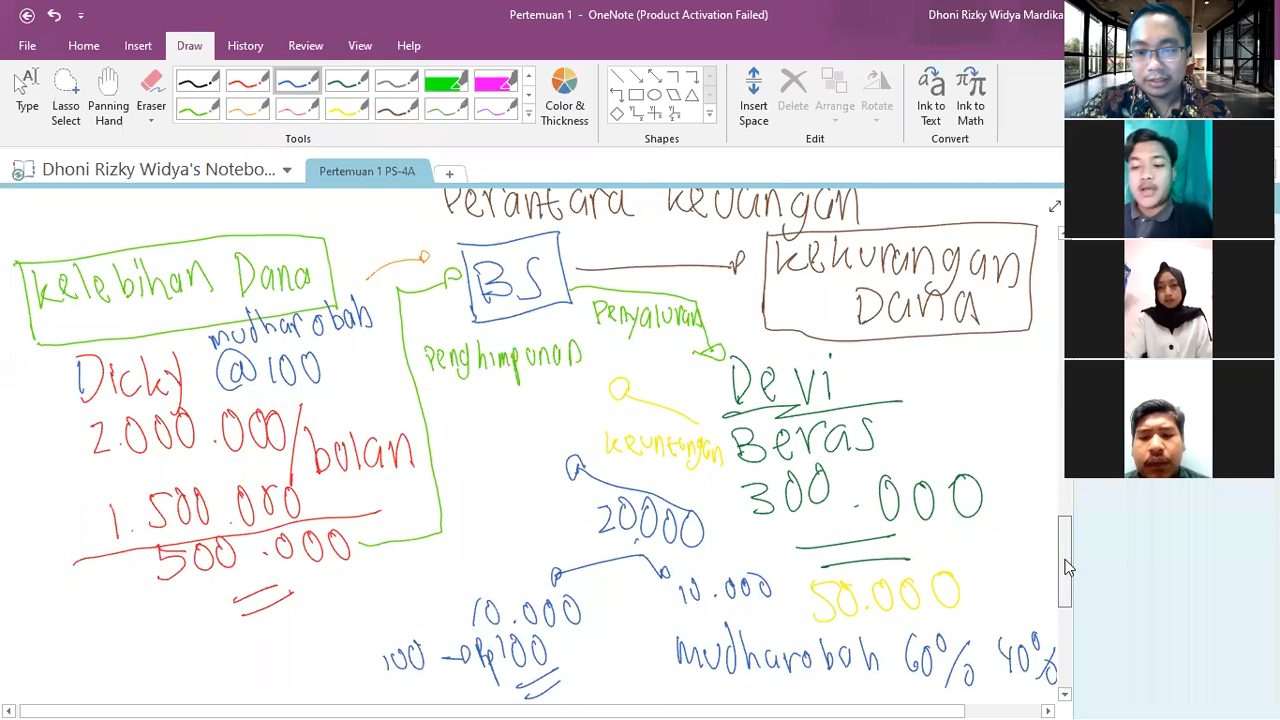 Pertemuan 1 - OneNote (Product Activation Failed)
Dhoni Rizky Widya Mardika
File Home Insert Draw History Review View Help
Type
Lasso Select
Panning Hand
Eraser
Color & Thickness
Insert Space
Delete
Arrange
Rotate
Ink to Text
Ink to Math
Tools
Shapes
Edit
Convert
Dhoni Rizky Widya's Notebo...
Pertemuan 1 PS-4A
Perantara Keuangan
Kelebihan Dana
BS
Kekurangan Dana
mudharobah
@100
Penghimpunan
Penyaluran
Dicky
2.000.000/bulan
1.500.000
500.000
Devi
Beras
300.000
Keuntungan
20.000
50.000
10.000
10.000
100 → Rp 100
mudharobah 60% 40%